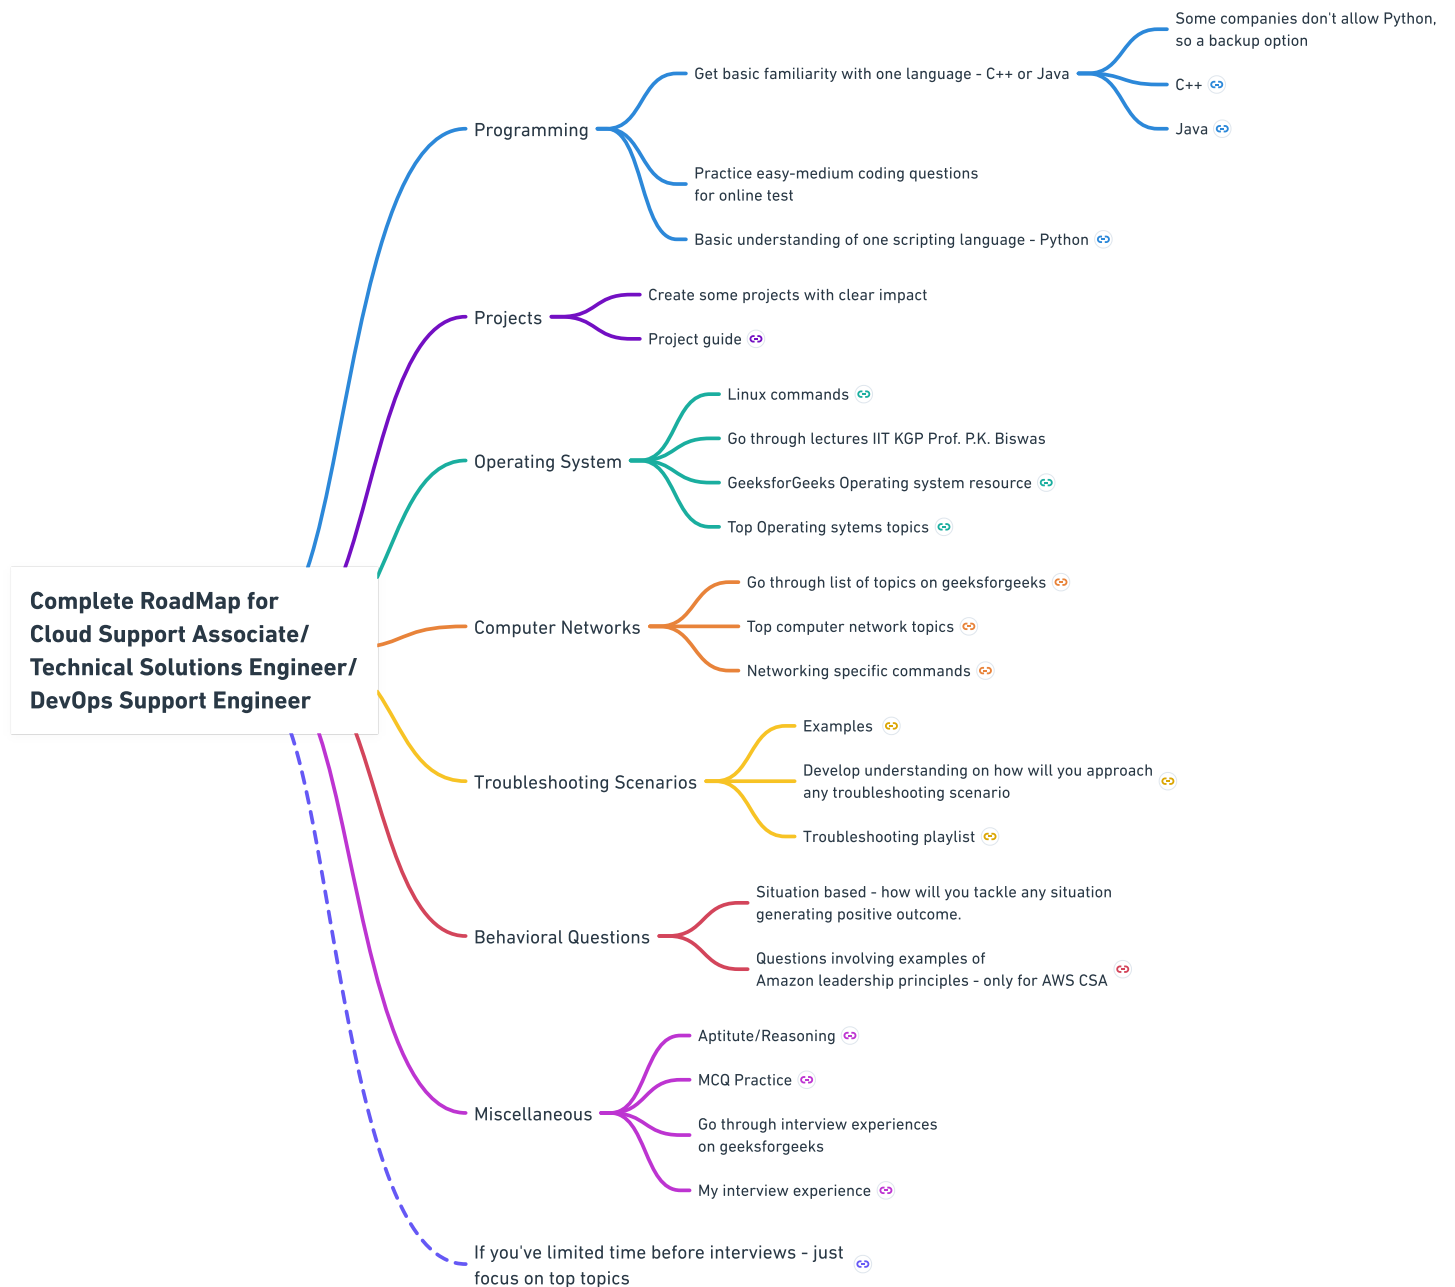 Complete RoadMap for
Cloud Support Associate/
Technical Solutions Engineer/
DevOps Support Engineer
Programming
Get basic familiarity with one language - C++ or Java
Some companies don't allow Python,
so a backup option
C++
Java
Practice easy-medium coding questions
for online test
Basic understanding of one scripting language - Python
Projects
Create some projects with clear impact
Project guide
Operating System
Linux commands
Go through lectures IIT KGP Prof. P.K. Biswas
GeeksforGeeks Operating system resource
Top Operating sytems topics
Computer Networks
Go through list of topics on geeksforgeeks
Top computer network topics
Networking specific commands
Troubleshooting Scenarios
Examples
Develop understanding on how will you approach
any troubleshooting scenario
Troubleshooting playlist
Behavioral Questions
Situation based - how will you tackle any situation
generating positive outcome.
Questions involving examples of
Amazon leadership principles - only for AWS CSA
Miscellaneous
Aptitute/Reasoning
MCQ Practice
Go through interview experiences
on geeksforgeeks
My interview experience
If you've limited time before interviews - just
focus on top topics